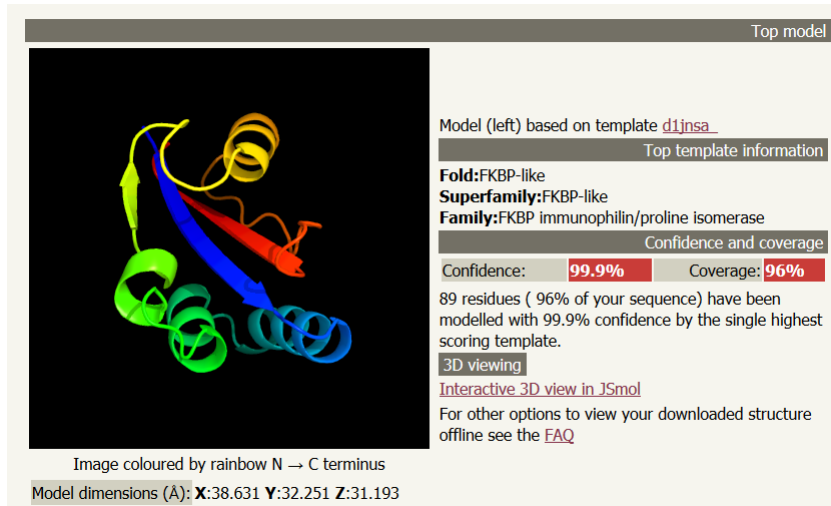 Top model
Model (left) based on template d1jnsa_
Top template information
Fold:FKBP-like
Superfamily:FKBP-like
Family:FKBP immunophilin/proline isomerase
Confidence and coverage
Confidence: 99.9% Coverage: 96%
89 residues ( 96% of your sequence) have been
modelled with 99.9% confidence by the single highest
scoring template.
3D viewing
Interactive 3D view in JSmol
For other options to view your downloaded structure
offline see the FAQ
Image coloured by rainbow N → C terminus
Model dimensions (Å): X:38.631 Y:32.251 Z:31.193